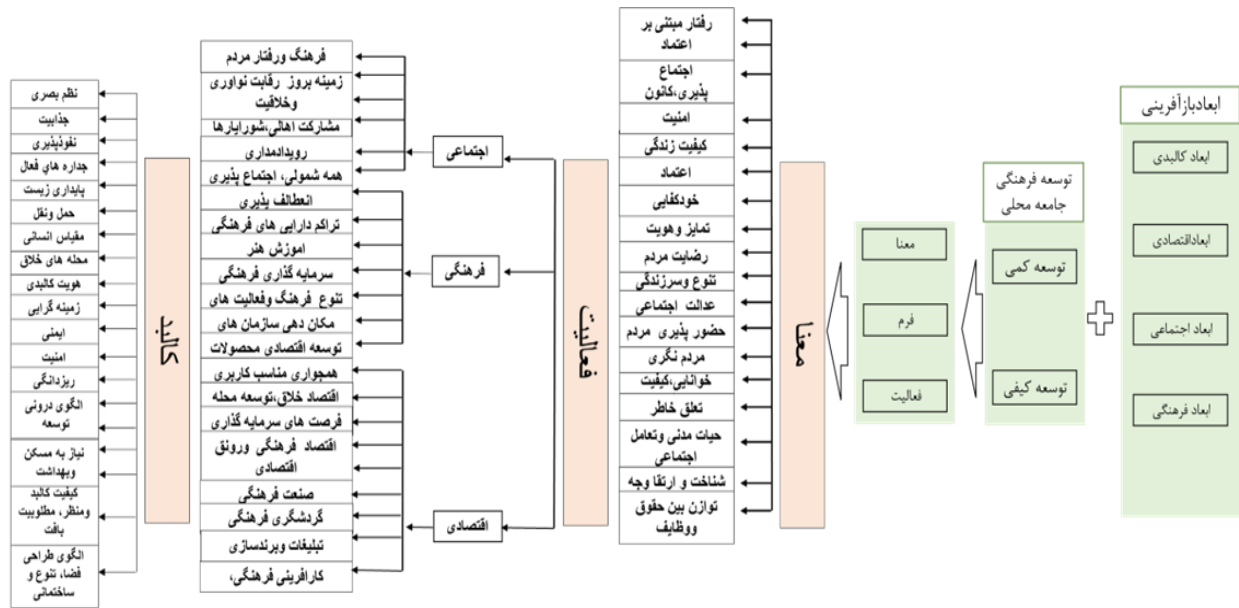 ابعادبازآفرینی
ابعاد کالبدی
ابعاداقتصادی
ابعاد اجتماعی
ابعاد فرهنگی
توسعه فرهنگی
جامعه محلی
توسعه کمی
توسعه کیفی
معنا
فرم
فعالیت
معنا
رفتار مبتنی بر
اعتماد
اجتماع
پذیری،کانون
امنیت
کیفیت زندگی
اعتماد
خودکفایی
تمایز وهویت
رضایت مردم
تنوع وسرزندگی
عدالت اجتماعی
حضور پذیری مردم
مردم نگری
خوانایی،کیفیت
تعلق خاطر
حیات مدنی وتعامل
اجتماعی
شناخت و ارتقا وجه
توازن بین حقوق
ووظایف
فعالیت
اجتماعی
فرهنگی
اقتصادی
فرهنگ ورفتار مردم
زمینه بروز رقابت نواوری
وخلاقیت
مشارکت اهالی،شورایارها
رویدادمداری
همه شمولی، اجتماع پذیری
انعطالف پذیری
تراکم دارایی های فرهنگی
اموزش هنر
سرمایه گذاری فرهنگی
تنوع فرهنگ وفعالیت های
مکان دهی سازمان های
توسعه اقتصادی محصولات
همجواری مناسب کاربری
اقتصاد خلاق،توسعه محله
فرصت های سرمایه گذاری
اقتصاد فرهنگی ورونق
اقتصادی
صنعت فرهنگی
گردشگری فرهنگی
تبلیغات وبرندسازی
کارافرینی فرهنگی،
کالبد
نظم بصری
جذابیت
نفوذپذیری
جداره های فعال
پایداری زیست
حمل ونقل
مقیاس انسانی
محله های خلاق
هویت کالبدی
زمینه گرایی
ایمنی
امنیت
ریزدانگی
الگوی درونی
توسعه
نیاز به مسکن
وبهداشت
کیفیت کالبد
ومنظر، مطلوبیت
بافت
الگوی طراحی
فضا، تنوع و
ساختمانی